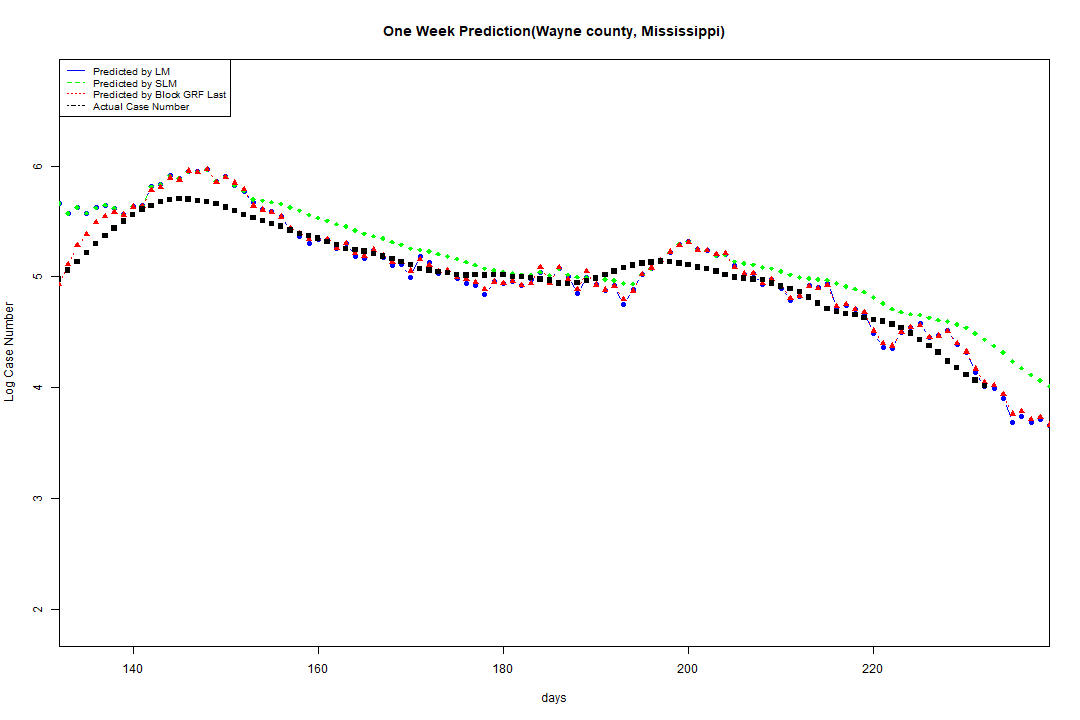 One Week Prediction(Wayne county, Mississippi)
Predicted by LM
Predicted by SLM
Predicted by Block GRF Last
Actual Case Number
6
5
4
3
2
Log Case Number
140 160 180 200 220
days